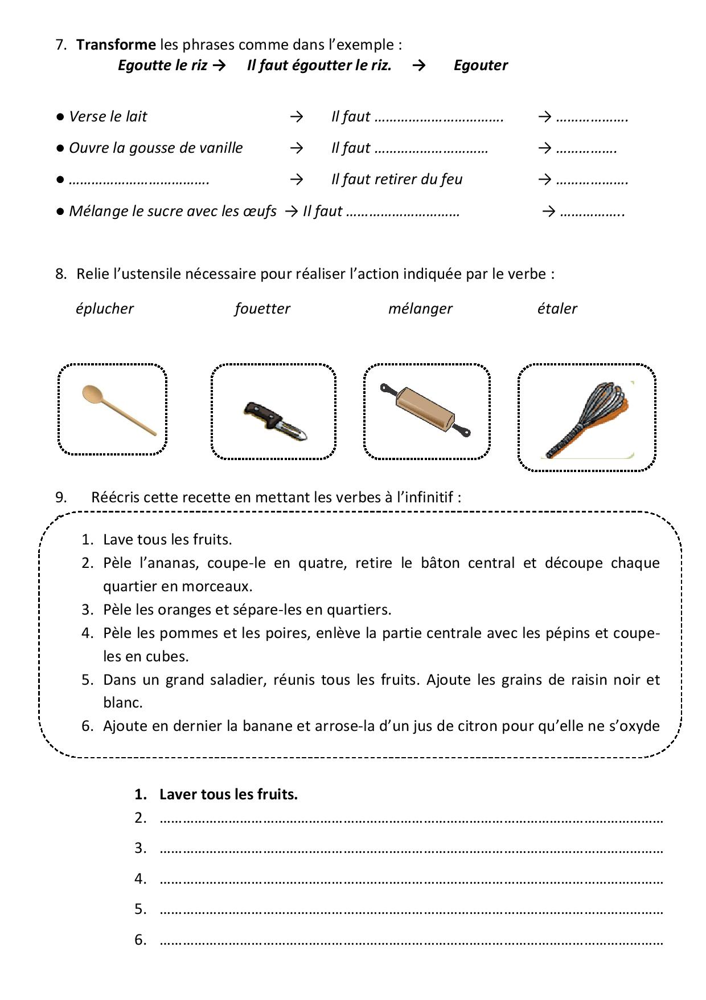 7. Transforme les phrases comme dans l’exemple :
Egoutte le riz → Il faut égoutter le riz. → Egouter
● Verse le lait → Il faut ……………………………. → ……………….
● Ouvre la gousse de vanille → Il faut ………………………… → …………….
● ………………………………. → Il faut retirer du feu → ……………….
● Mélange le sucre avec les œufs → Il faut ………………………… → ……………..
8. Relie l’ustensile nécessaire pour réaliser l’action indiquée par le verbe :
éplucher fouetter mélanger étaler
9. Réécris cette recette en mettant les verbes à l’infinitif :
1. Lave tous les fruits.
2. Pèle l’ananas, coupe-le en quatre, retire le bâton central et découpe chaque
quartier en morceaux.
3. Pèle les oranges et sépare-les en quartiers.
4. Pèle les pommes et les poires, enlève la partie centrale avec les pépins et coupe-
les en cubes.
5. Dans un grand saladier, réunis tous les fruits. Ajoute les grains de raisin noir et
blanc.
6. Ajoute en dernier la banane et arrose-la d’un jus de citron pour qu’elle ne s’oxyde
1. Laver tous les fruits.
2. ……………………………………………………………………………………………………………………
3. ……………………………………………………………………………………………………………………
4. ……………………………………………………………………………………………………………………
5. ……………………………………………………………………………………………………………………
6. ……………………………………………………………………………………………………………………